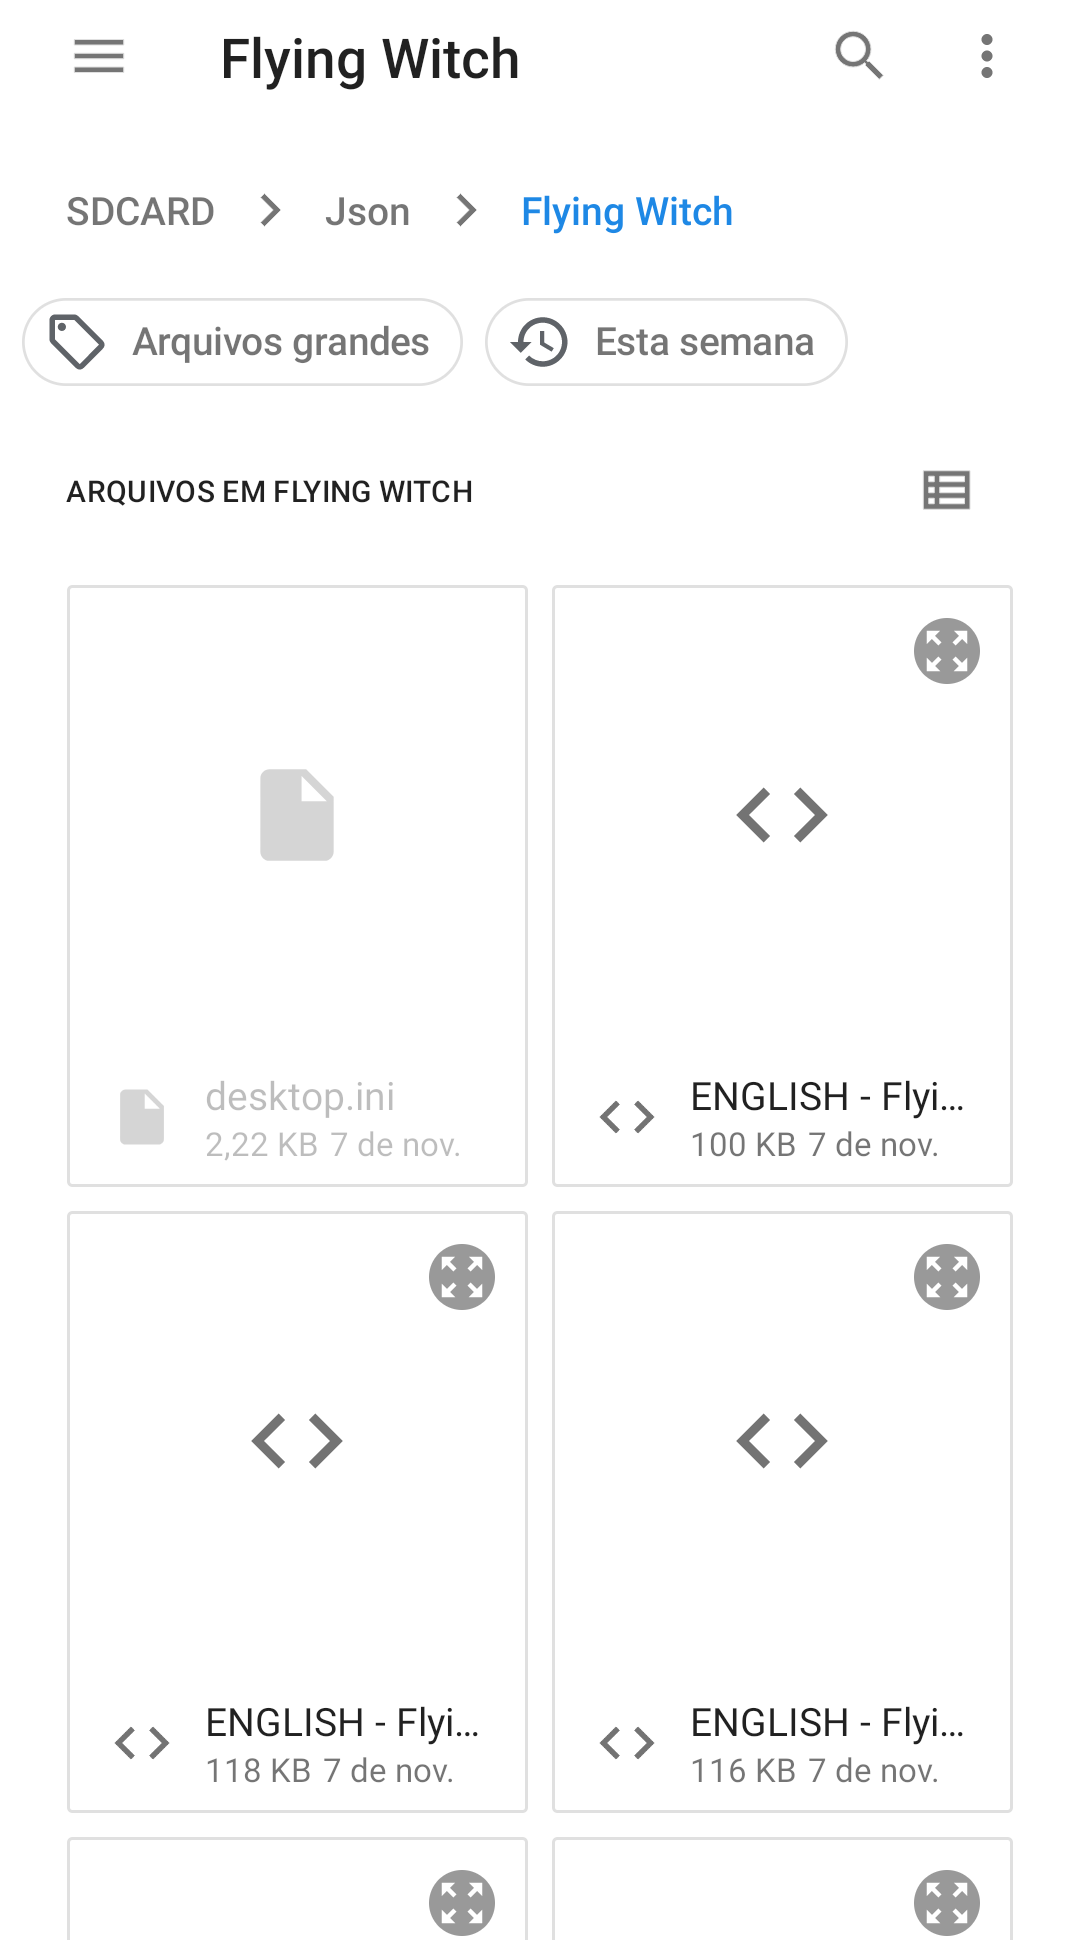 Flying Witch
SDCARD > Json > Flying Witch
Arquivos grandes
Esta semana
ARQUIVOS EM FLYING WITCH
desktop.ini
2,22 KB 7 de nov.
ENGLISH - Flyi...
100 KB 7 de nov.
ENGLISH - Flyi...
118 KB 7 de nov.
ENGLISH - Flyi...
116 KB 7 de nov.